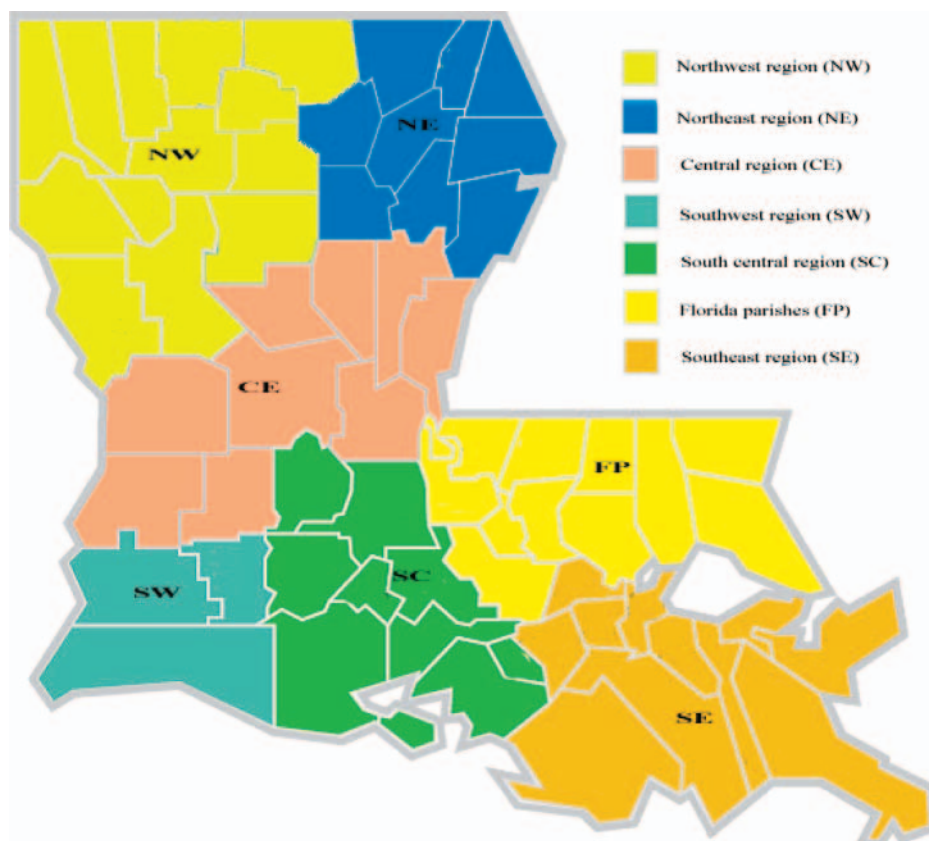 Northwest region (NW)
Northeast region (NE)
Central region (CE)
Southwest region (SW)
South central region (SC)
Florida parishes (FP)
Southeast region (SE)
NW
NE
CE
FP
SW
SC
SE